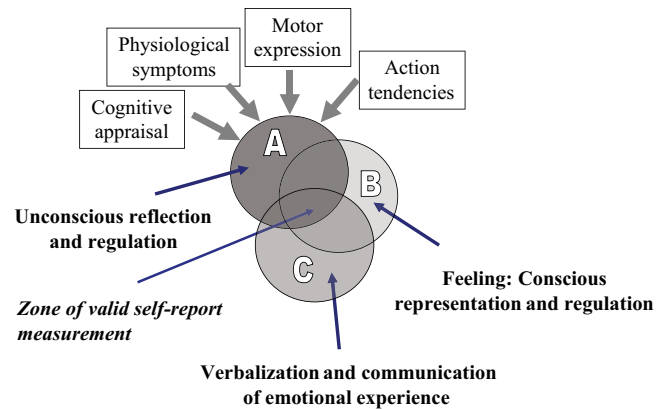 Motor
expression
Physiological
symptoms
Action
tendencies
Cognitive
appraisal
A
B
C
Unconscious reflection
and regulation
Feeling: Conscious
representation and regulation
Zone of valid self-report
measurement
Verbalization and communication
of emotional experience